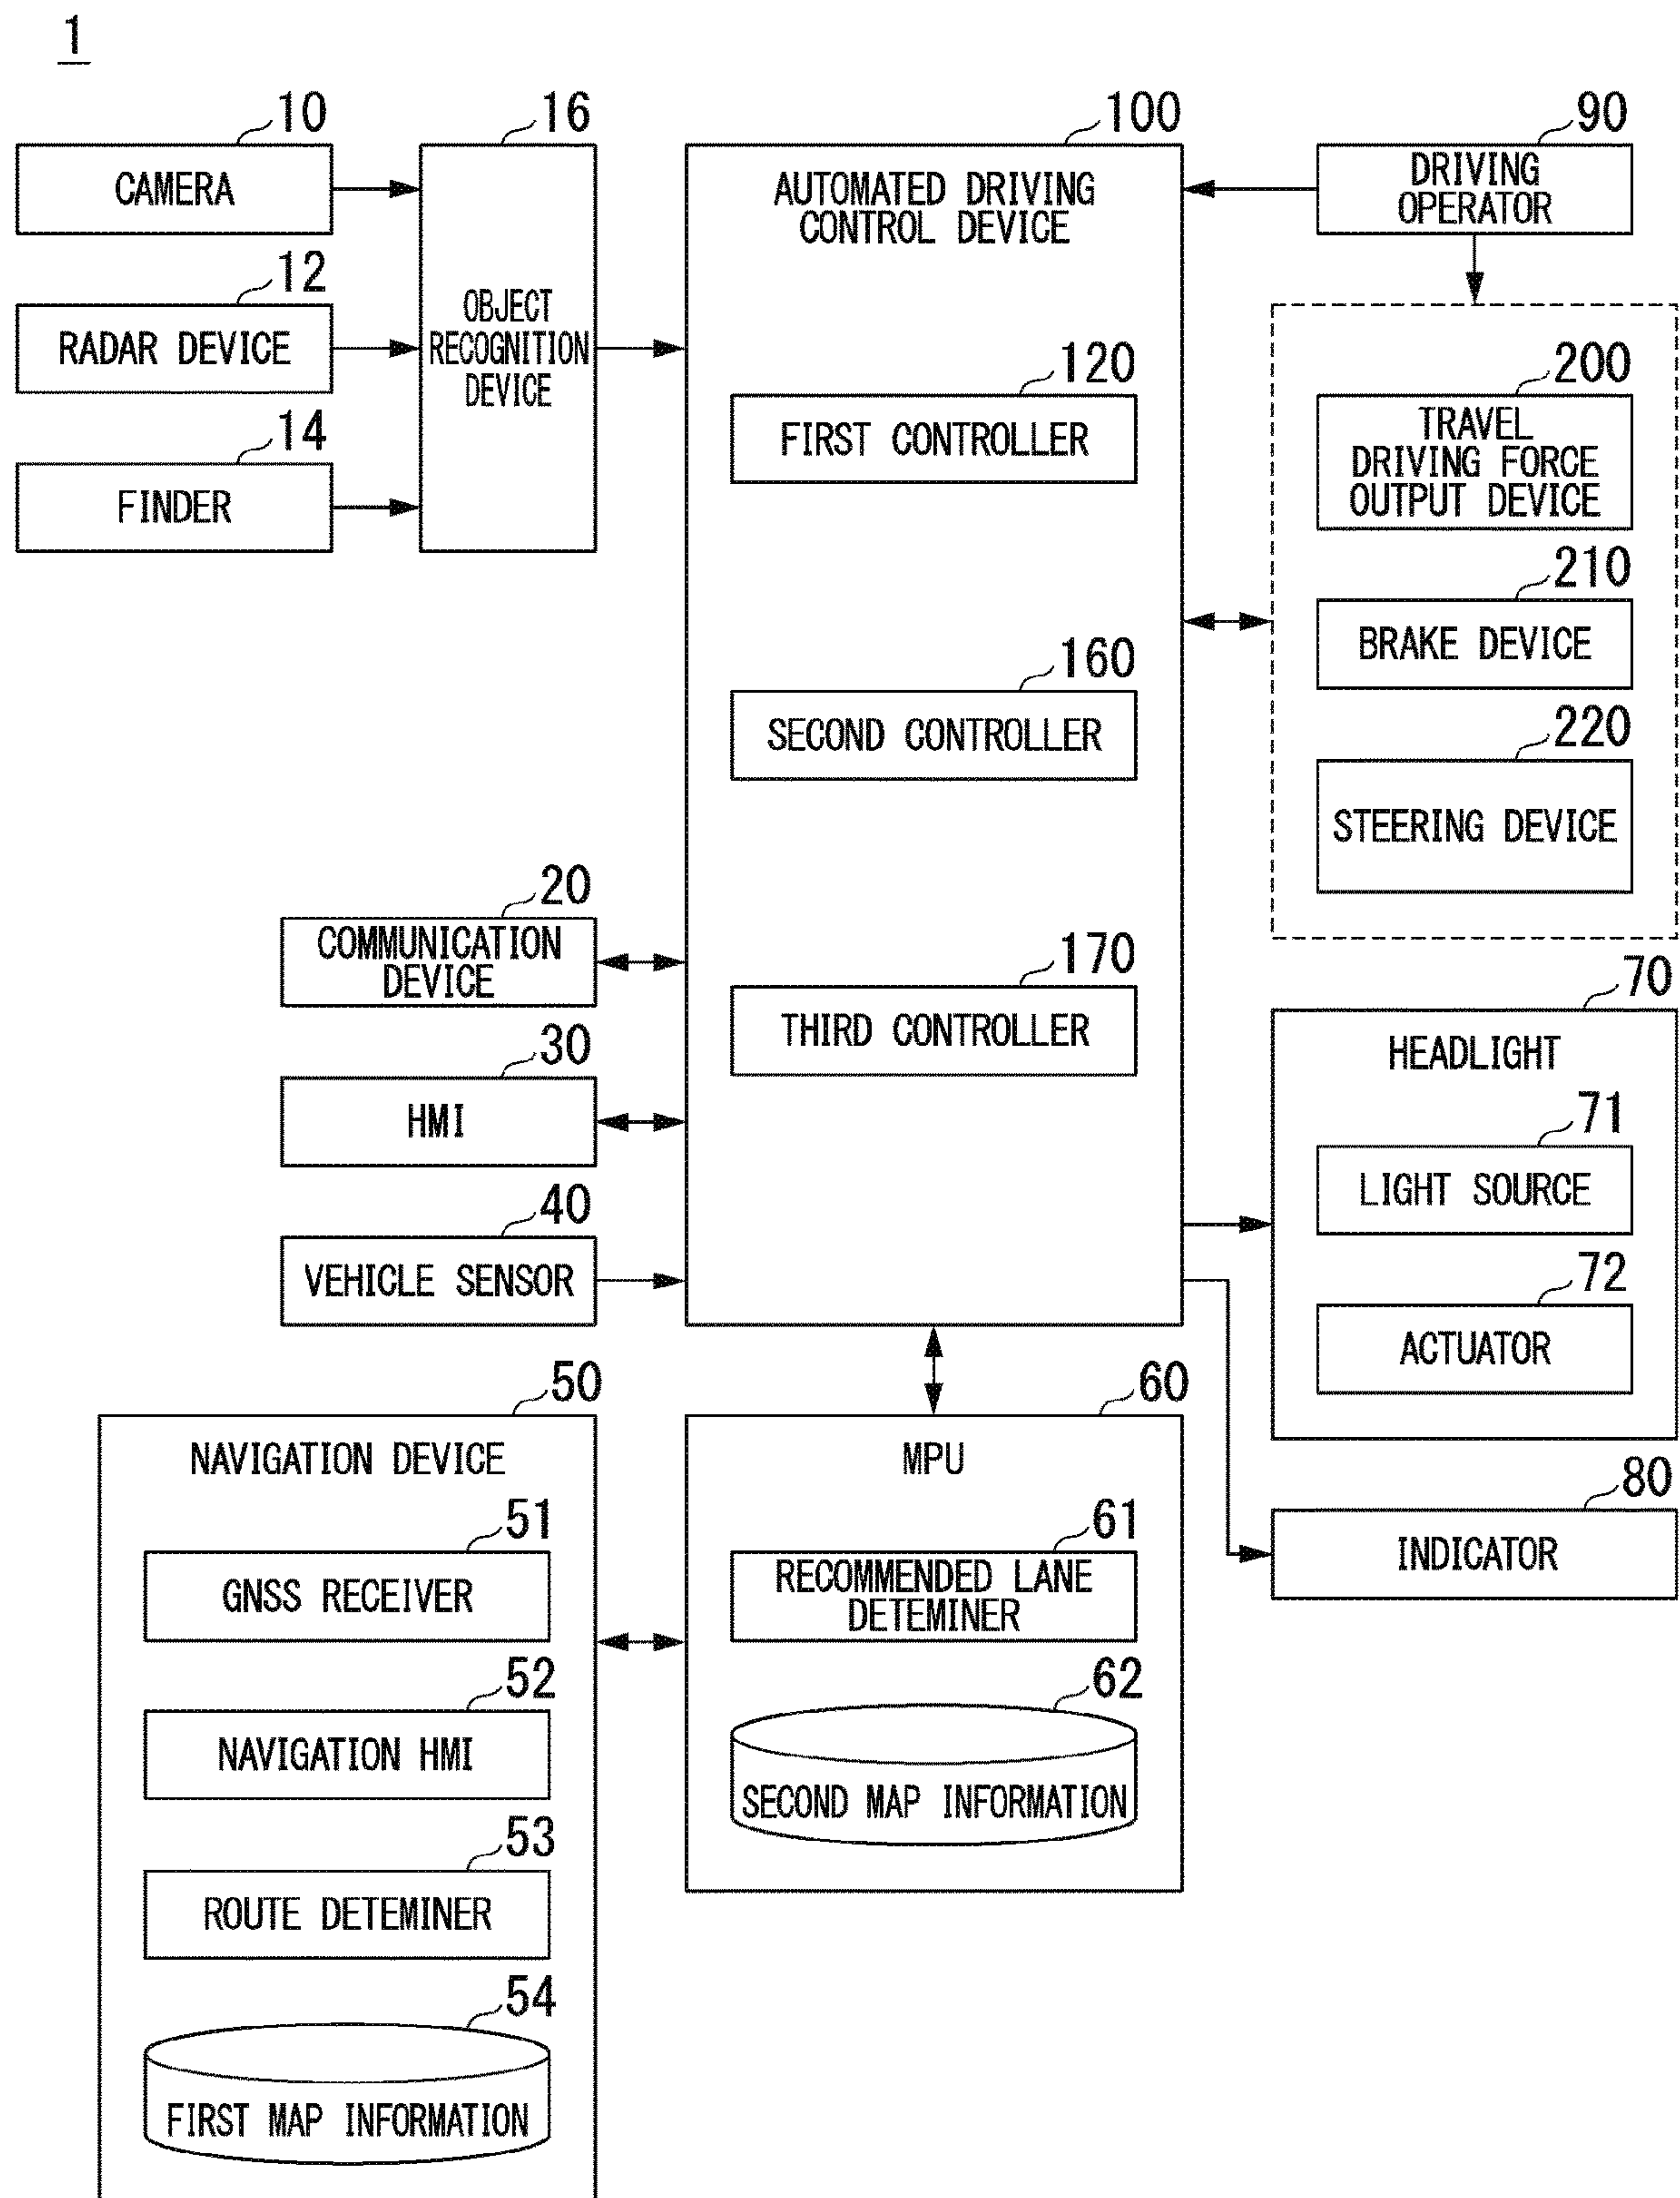 1
10
CAMERA
12
RADAR DEVICE
14
FINDER
16
OBJECT
RECOGNITION
DEVICE
100
AUTOMATED DRIVING
CONTROL DEVICE
120
FIRST CONTROLLER
160
SECOND CONTROLLER
170
THIRD CONTROLLER
90
DRIVING
OPERATOR
200
TRAVEL
DRIVING FORCE
OUTPUT DEVICE
210
BRAKE DEVICE
220
STEERING DEVICE
20
COMMUNICATION
DEVICE
30
HMI
40
VEHICLE SENSOR
70
HEADLIGHT
71
LIGHT SOURCE
72
ACTUATOR
80
INDICATOR
50
NAVIGATION DEVICE
51
GNSS RECEIVER
52
NAVIGATION HMI
53
ROUTE DETEMINER
54
FIRST MAP INFORMATION
60
MPU
61
RECOMMENDED LANE
DETEMINER
62
SECOND MAP INFORMATION